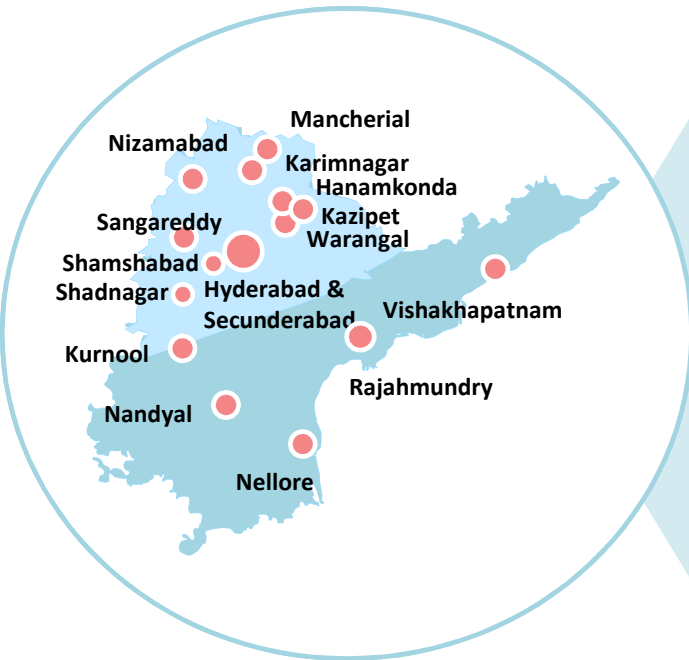 Mancherial
Nizamabad
Karimnagar
Hanamkonda
Kazipet
Sangareddy
Warangal
Shamshabad
Shadnagar
Hyderabad &
Secunderabad
Vishakhapatnam
Kurnool
Rajahmundry
Nandyal
Nellore